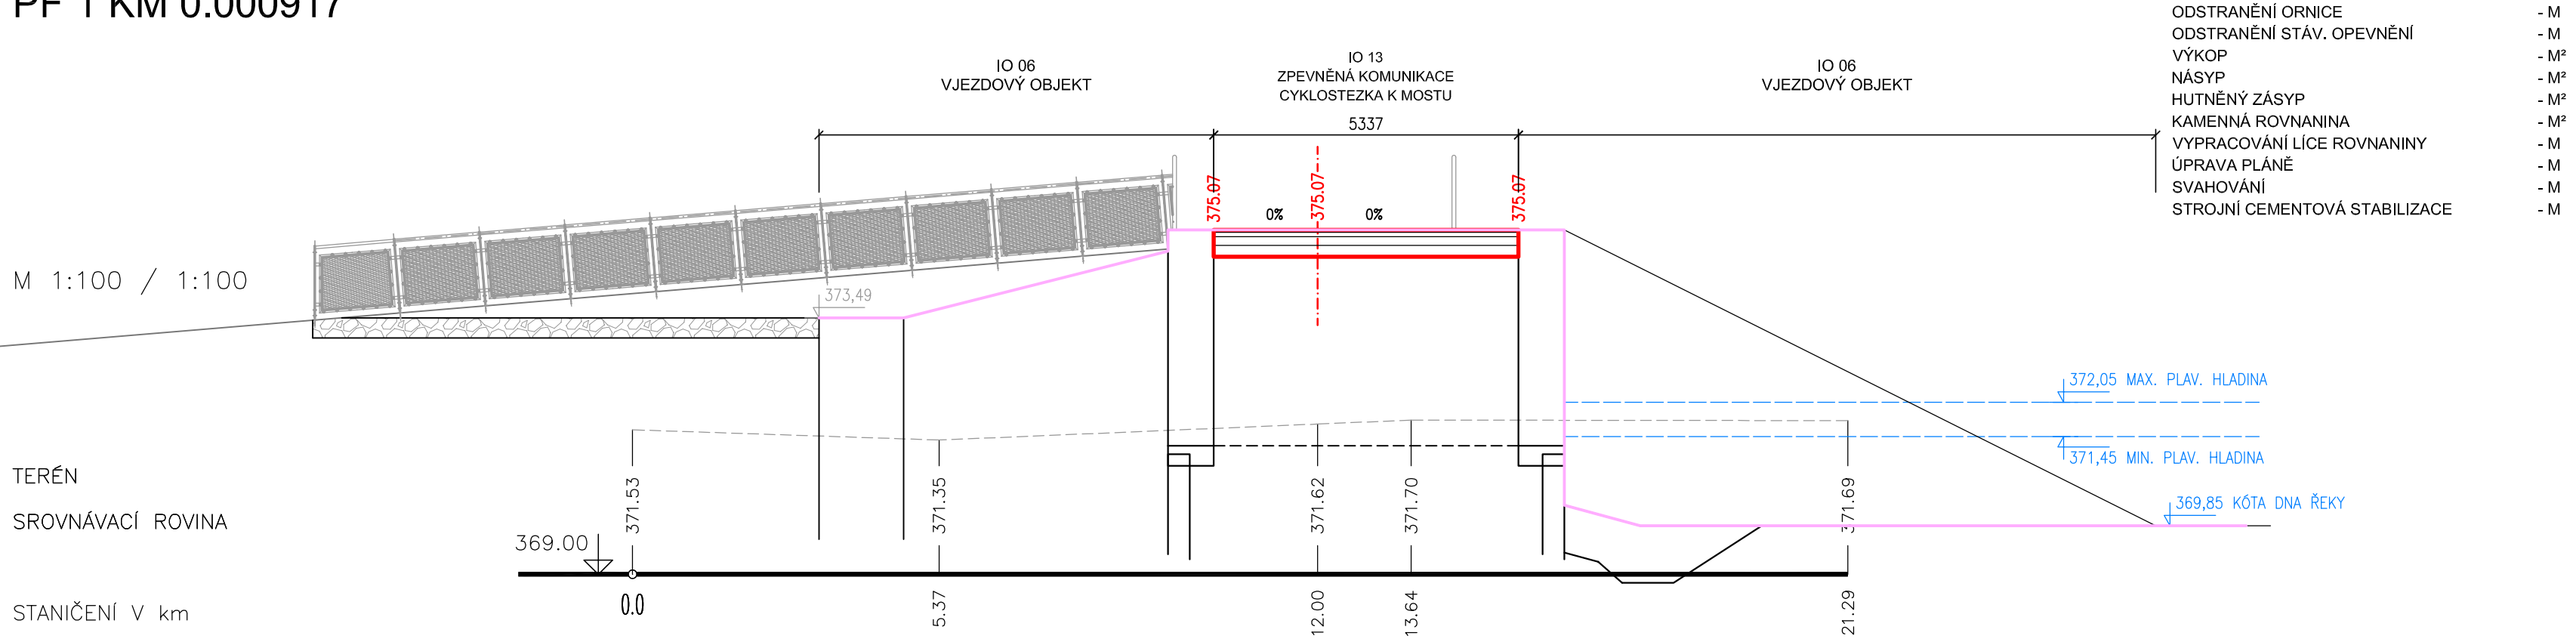 PF 1 KM 0.000917
ODSTRANĚNÍ ORNICE - M
ODSTRANĚNÍ STÁV. OPEVNĚNÍ - M
VÝKOP - M²
NÁSYP - M²
HUTNĚNÝ ZÁSYP - M²
KAMENNÁ ROVNANINA - M²
VYPRACOVÁNÍ LÍCE ROVNANINY - M
ÚPRAVA PLÁNĚ - M
SVAHOVÁNÍ - M
STROJNÍ CEMENTOVÁ STABILIZACE - M
IO 06
VJEZDOVÝ OBJEKT
IO 13
ZPEVNĚNÁ KOMUNIKACE
CYKLOSTEZKA K MOSTU
IO 06
VJEZDOVÝ OBJEKT
5337
375.07
375.07
375.07
0%
0%
M 1:100 / 1:100
373,49
372,05 MAX. PLAV. HLADINA
371,45 MIN. PLAV. HLADINA
369,85 KÓTA DNA ŘEKY
TERÉN
371.53
371.35
371.62
371.70
371.69
SROVNÁVACÍ ROVINA
369.00
STANIČENÍ V km
0.0
5.37
12.00
13.64
21.29